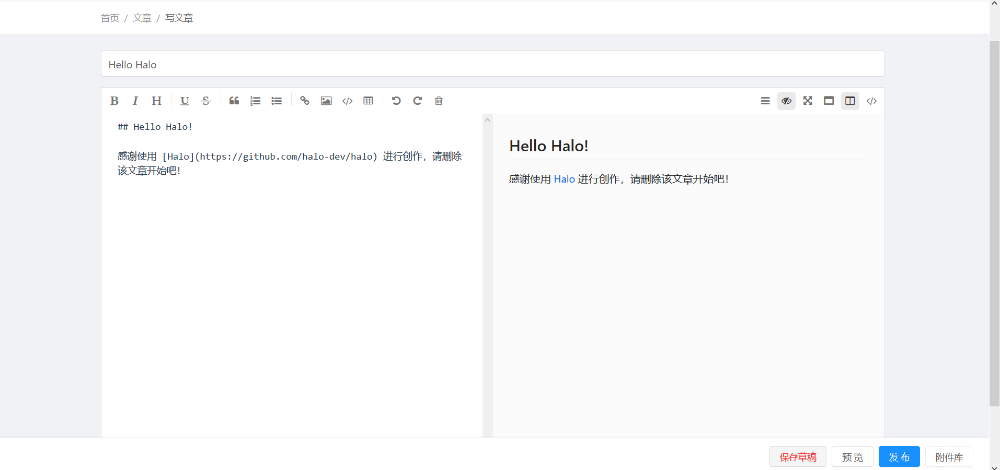 首页 / 文章 / 写文章
Hello Halo
## Hello Halo!
感谢使用 [Halo](https://github.com/halo-dev/halo) 进行创作，请删除
该文章开始吧！
Hello Halo!
感谢使用 Halo 进行创作，请删除该文章开始吧！
保存草稿 预 览 发 布 附件库